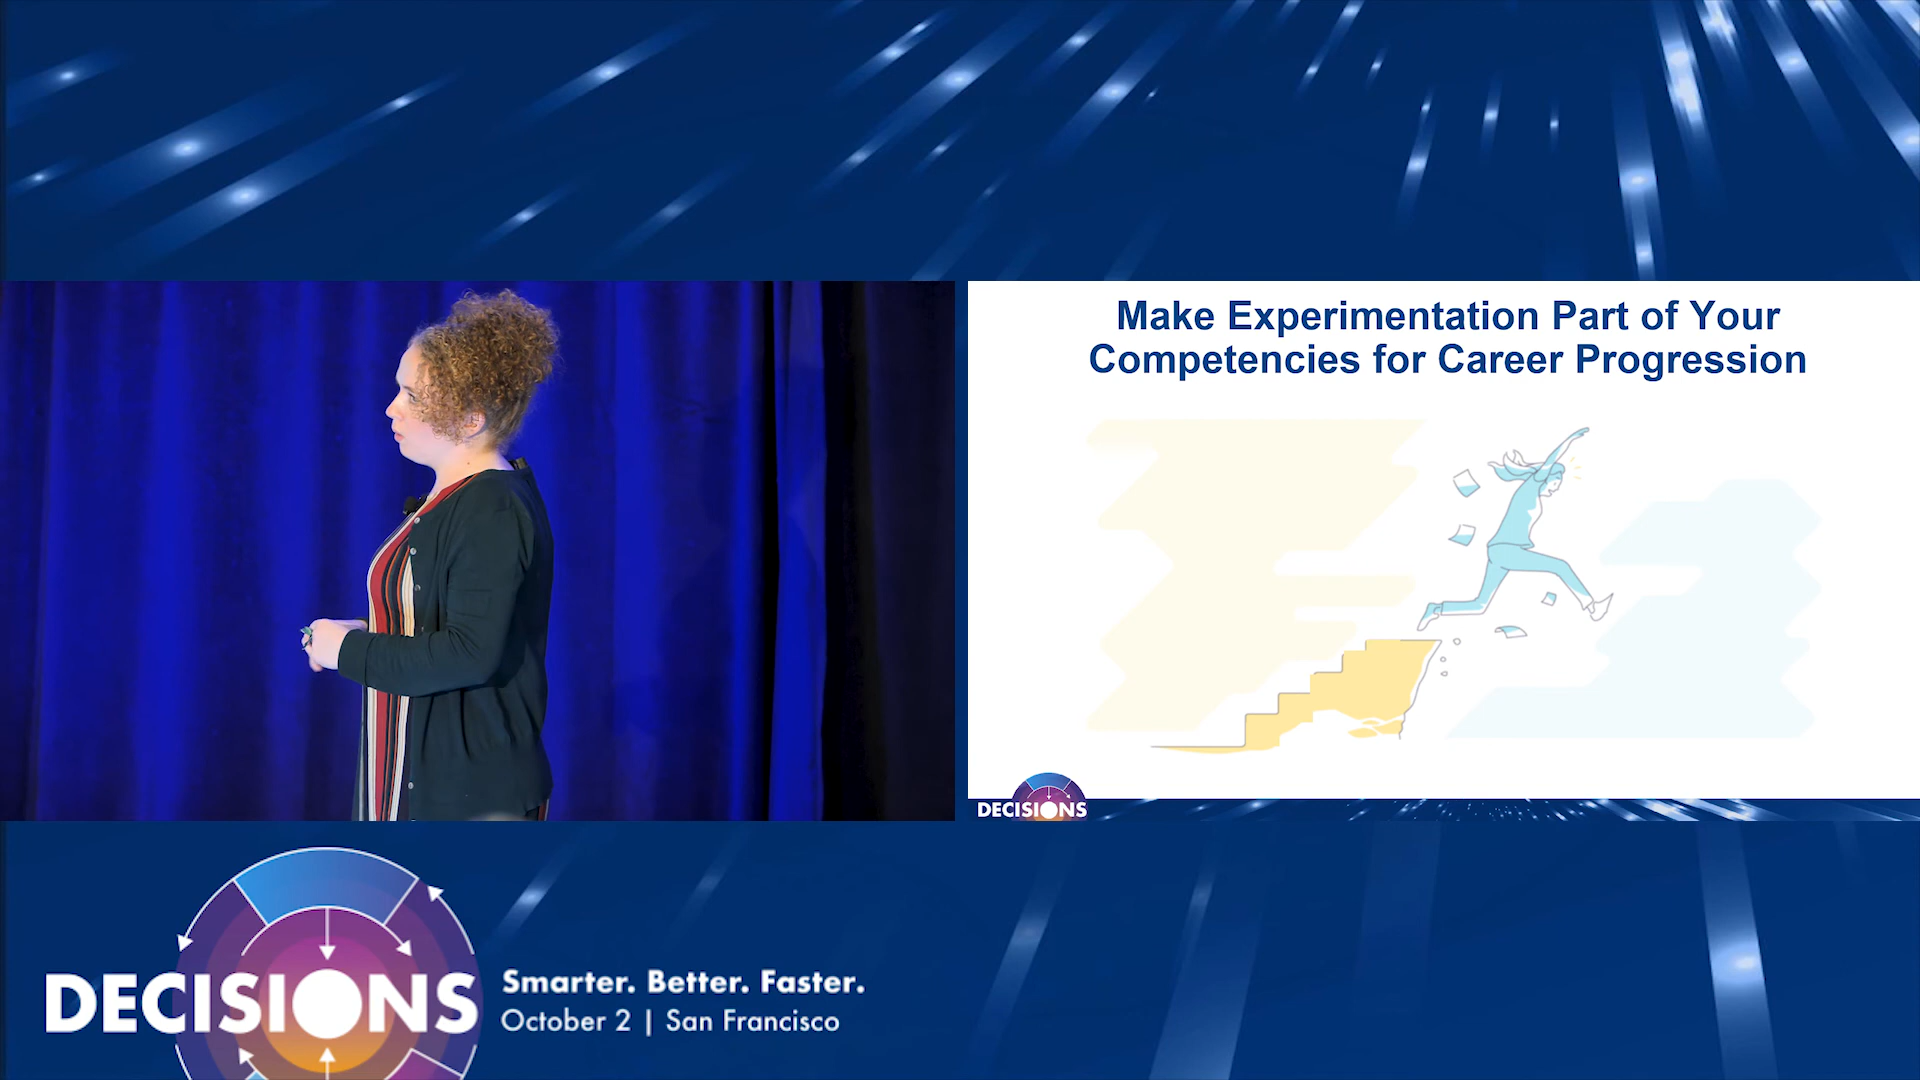 Make Experimentation Part of Your
Competencies for Career Progression
DECISIONS
DECISIONS
Smarter. Better. Faster.
October 2 | San Francisco